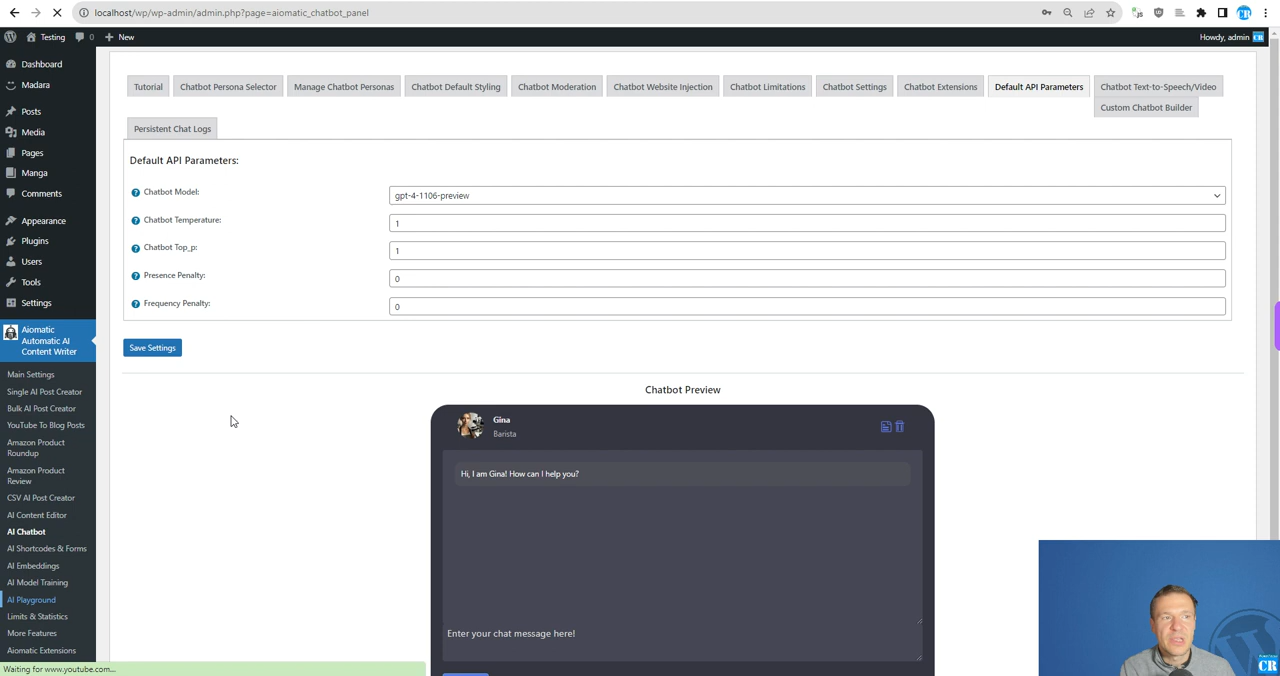 localhost/wp/wp-admin/admin.php?page=aiomatic_chatbot_panel
Testing 0 + New Howdy, admin
Dashboard
Madara
Posts
Media
Pages
Manga
Comments
Appearance
Plugins
Users
Tools
Settings
Aiomatic
Automatic AI
Content Writer
Main Settings
Single AI Post Creator
Bulk AI Post Creator
YouTube To Blog Posts
Amazon Product
Roundup
Amazon Product
Review
CSV AI Post Creator
AI Content Editor
AI Chatbot
AI Shortcodes & Forms
AI Embeddings
AI Model Training
AI Playground
Limits & Statistics
More Features
Aiomatic Extensions
Waiting for www.youtube.com...
Tutorial Chatbot Persona Selector Manage Chatbot Personas Chatbot Default Styling Chatbot Moderation Chatbot Website Injection Chatbot Limitations Chatbot Settings Chatbot Extensions Default API Parameters Chatbot Text-to-Speech/Video
Custom Chatbot Builder
Persistent Chat Logs
Default API Parameters:
Chatbot Model: gpt-4-1106-preview
Chatbot Temperature: 1
Chatbot Top_p: 1
Presence Penalty: 0
Frequency Penalty: 0
Save Settings
Chatbot Preview
Gina
Barista
Hi, I am Gina! How can I help you?
Enter your chat message here!
CR